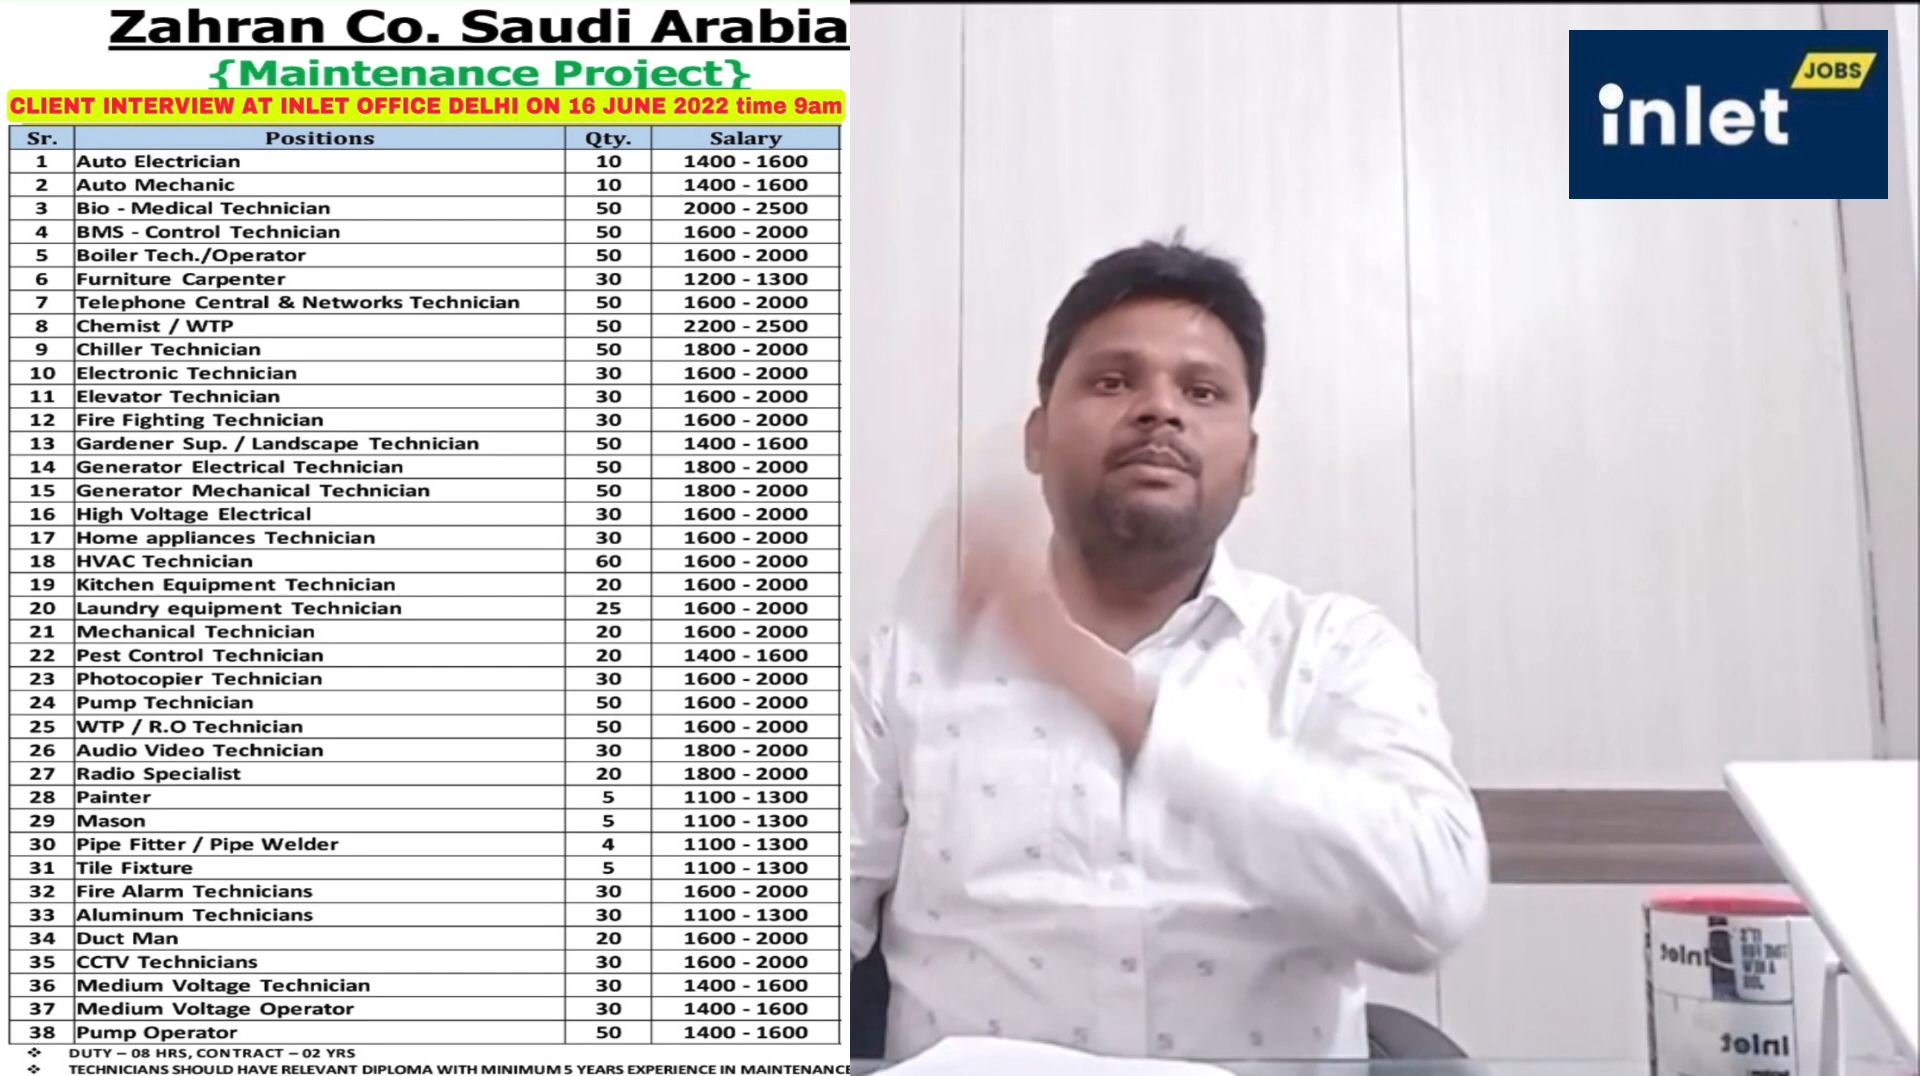 Zahran Co. Saudi Arabia
{Maintenance Project}
CLIENT INTERVIEW AT INLET OFFICE DELHI ON 16 JUNE 2022 time 9am
Sr. Positions Qty. Salary
1 Auto Electrician 10 1400 - 1600
2 Auto Mechanic 10 1400 - 1600
3 Bio - Medical Technician 50 2000 - 2500
4 BMS - Control Technician 50 1600 - 2000
5 Boiler Tech./Operator 50 1600 - 2000
6 Furniture Carpenter 30 1200 - 1300
7 Telephone Central & Networks Technician 50 1600 - 2000
8 Chemist / WTP 50 2200 - 2500
9 Chiller Technician 50 1800 - 2000
10 Electronic Technician 30 1600 - 2000
11 Elevator Technician 30 1600 - 2000
12 Fire Fighting Technician 30 1600 - 2000
13 Gardener Sup. / Landscape Technician 50 1400 - 1600
14 Generator Electrical Technician 50 1800 - 2000
15 Generator Mechanical Technician 50 1800 - 2000
16 High Voltage Electrical 30 1600 - 2000
17 Home appliances Technician 30 1600 - 2000
18 HVAC Technician 60 1600 - 2000
19 Kitchen Equipment Technician 20 1600 - 2000
20 Laundry equipment Technician 25 1600 - 2000
21 Mechanical Technician 20 1600 - 2000
22 Pest Control Technician 20 1400 - 1600
23 Photocopier Technician 30 1600 - 2000
24 Pump Technician 50 1600 - 2000
25 WTP / R.O Technician 50 1600 - 2000
26 Audio Video Technician 30 1800 - 2000
27 Radio Specialist 20 1800 - 2000
28 Painter 5 1100 - 1300
29 Mason 5 1100 - 1300
30 Pipe Fitter / Pipe Welder 4 1100 - 1300
31 Tile Fixture 5 1100 - 1300
32 Fire Alarm Technicians 30 1600 - 2000
33 Aluminum Technicians 30 1100 - 1300
34 Duct Man 20 1600 - 2000
35 CCTV Technicians 30 1600 - 2000
36 Medium Voltage Technician 30 1400 - 1600
37 Medium Voltage Operator 30 1400 - 1600
38 Pump Operator 50 1400 - 1600
❖ DUTY – 08 HRS, CONTRACT – 02 YRS
❖ TECHNICIANS SHOULD HAVE RELEVANT DIPLOMA WITH MINIMUM 5 YEARS EXPERIENCE IN MAINTENANCE
JOBS
inlet
Inlet
Inlet